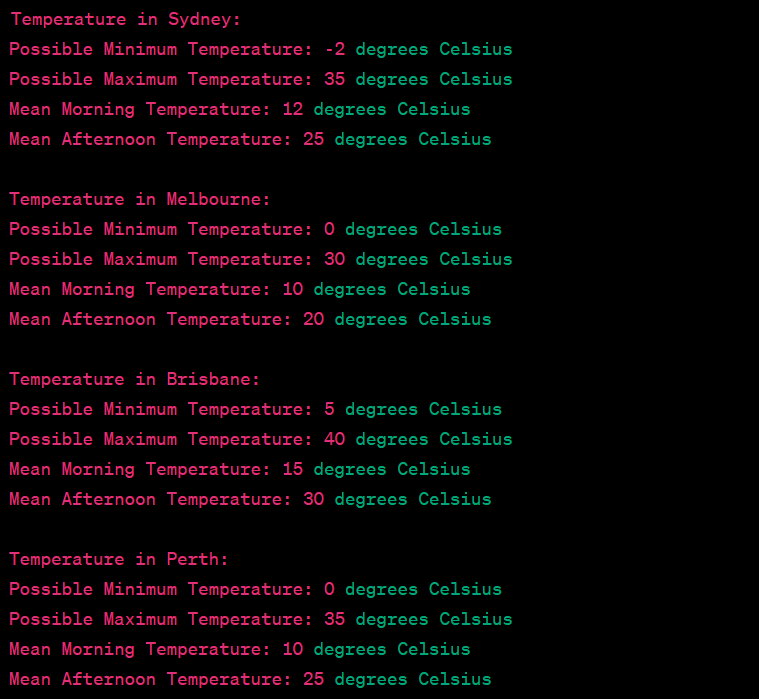 Temperature in Sydney:
Possible Minimum Temperature: -2 degrees Celsius
Possible Maximum Temperature: 35 degrees Celsius
Mean Morning Temperature: 12 degrees Celsius
Mean Afternoon Temperature: 25 degrees Celsius

Temperature in Melbourne:
Possible Minimum Temperature: 0 degrees Celsius
Possible Maximum Temperature: 30 degrees Celsius
Mean Morning Temperature: 10 degrees Celsius
Mean Afternoon Temperature: 20 degrees Celsius

Temperature in Brisbane:
Possible Minimum Temperature: 5 degrees Celsius
Possible Maximum Temperature: 40 degrees Celsius
Mean Morning Temperature: 15 degrees Celsius
Mean Afternoon Temperature: 30 degrees Celsius

Temperature in Perth:
Possible Minimum Temperature: 0 degrees Celsius
Possible Maximum Temperature: 35 degrees Celsius
Mean Morning Temperature: 10 degrees Celsius
Mean Afternoon Temperature: 25 degrees Celsius